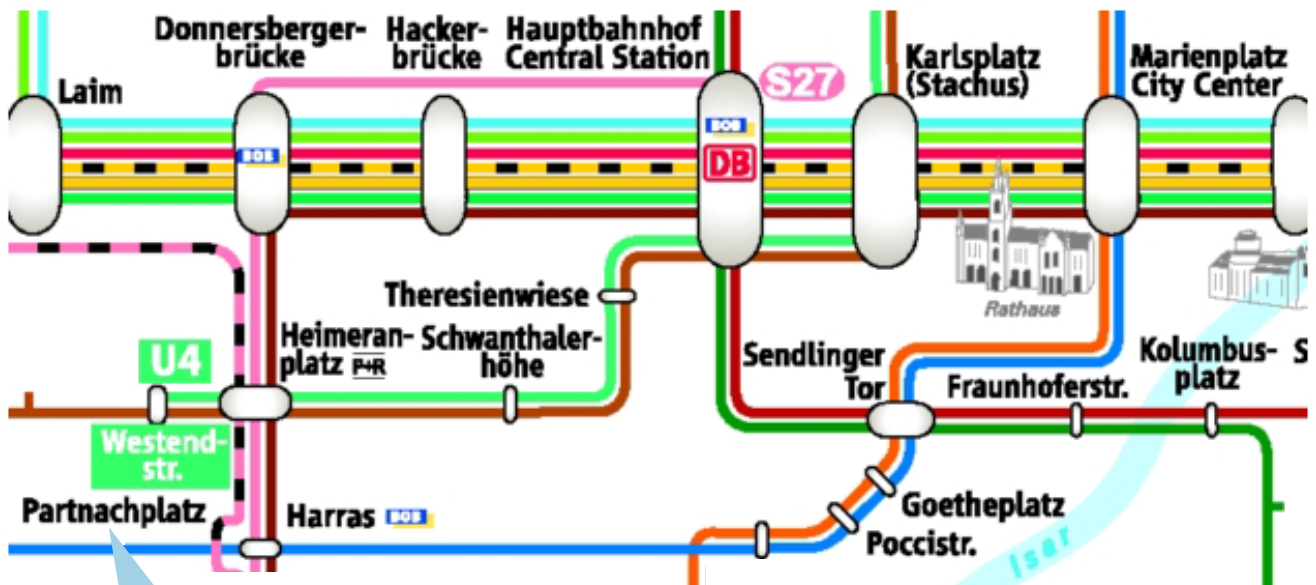 Donnersberger-
brücke
Hacker-
brücke
Hauptbahnhof
Central Station
S27
Karlsplatz
(Stachus)
Marienplatz
City Center
Laim
BOB
BOB
DB
Rathaus
Theresienwiese
Heimeran-
platz P+R
Schwanthaler-
höhe
U4
Westend-
str.
Sendlinger
Tor
Fraunhoferstr.
Kolumbus-
platz
S
Partnachplatz
Harras BOB
Goetheplatz
Poccistr.
Isar